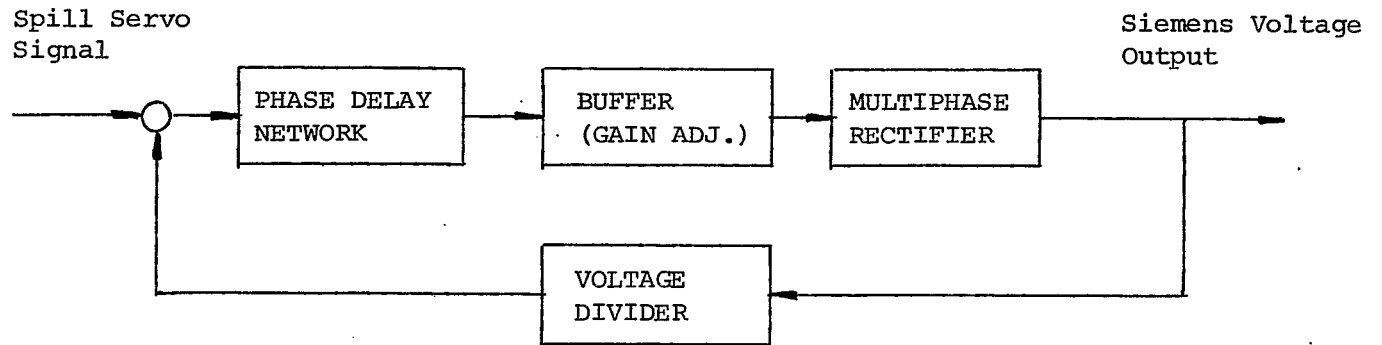 Spill Servo
Signal
Siemens Voltage
Output
PHASE DELAY
NETWORK
BUFFER
(GAIN ADJ.)
MULTIPHASE
RECTIFIER
VOLTAGE
DIVIDER